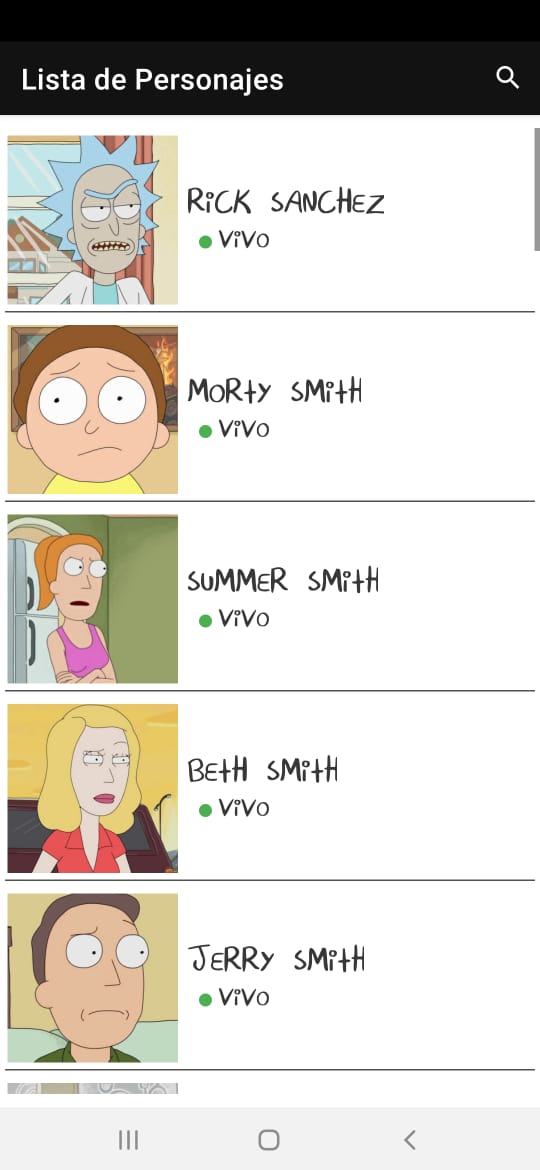 Lista de Personajes
RiCK SANCHEZ
ViVO
MORtY SMitH
ViVO
SUMMER SMitH
ViVO
BEtH SMitH
ViVO
JERRY SMitH
ViVO